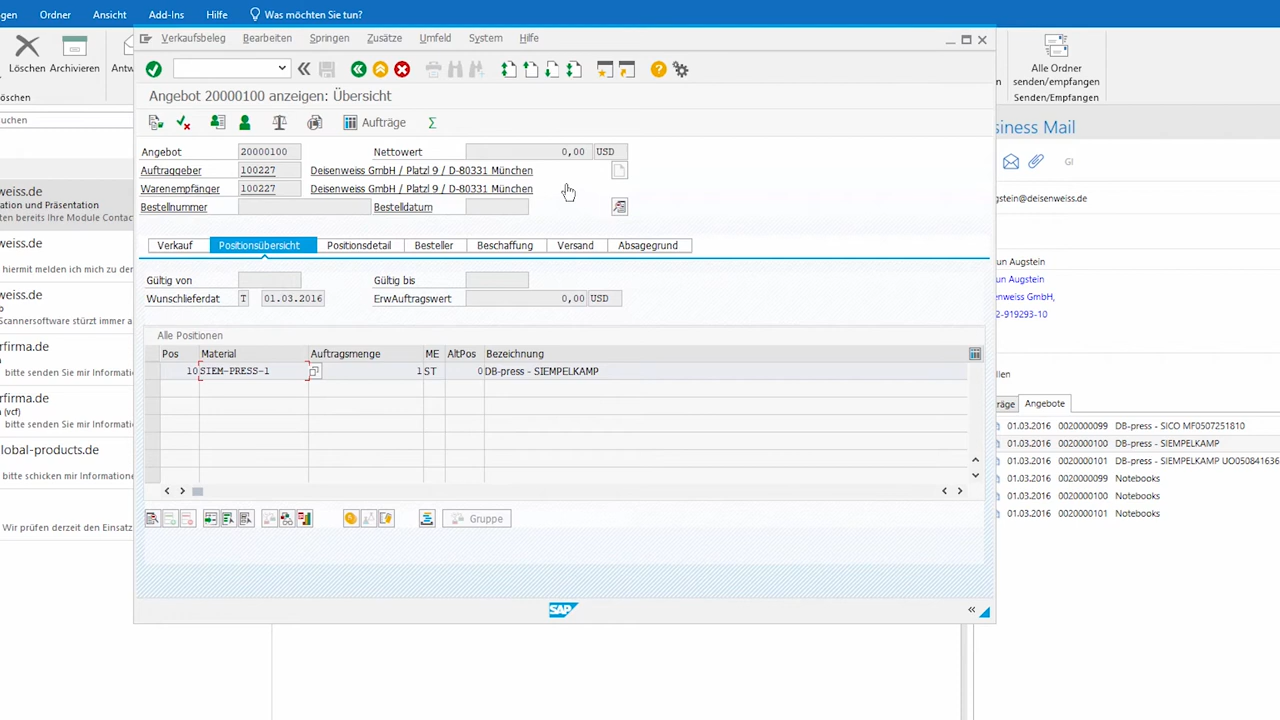 ngen Ordner Ansicht Add-Ins Hilfe Was möchten Sie tun?
Löschen Archivieren Antw
öschen
uchen
weiss.de
ation und Präsentation
ten bereits Ihre Module Contac
weiss.de
hiermit melden ich mich zu der
weiss.de
b
Scannersoftware stürzt immer a
rfirma.de
bitte senden Sie mir Informati
rfirma.de
(vcf)
bitte senden Sie mir Informati
lobal-products.de
bitte schicken mir Informatione
Wir prüfen derzeit den Einsatz
Verkaufsbeleg Bearbeiten Springen Zusätze Umfeld System Hilfe
Angebot 20000100 anzeigen: Übersicht
Aufträge Σ
Angebot 20000100 Nettowert 0,00 USD
Auftraggeber 100227 Deisenweiss GmbH / Platzl 9 / D-80331 München
Warenempfänger 100227 Deisenweiss GmbH / Platzl 9 / D-80331 München
Bestellnummer Bestelldatum
Verkauf Positionsübersicht Positionsdetail Besteller Beschaffung Versand Absagegrund
Gültig von Gültig bis
Wunschlieferdat T 01.03.2016 ErwAuftragswert 0,00 USD
Alle Positionen
Pos Material Auftragsmenge ME AltPos Bezeichnung
10 SIEM-PRESS-1 1 ST 0 DB-press - SIEMPELKAMP
Gruppe
SAP
Alle Ordner
senden/empfangen
n
Senden/Empfangen
siness Mail
GI
gstein@deisenweiss.de
un Augstein
un Augstein
enweiss GmbH,
2-919293-10
llen
räge Angebote
01.03.2016 0020000099 DB-press - SICO MF0507251810
01.03.2016 0020000100 DB-press - SIEMPELKAMP
01.03.2016 0020000101 DB-press - SIEMPELKAMP UO050841636
01.03.2016 0020000099 Notebooks
01.03.2016 0020000100 Notebooks
01.03.2016 0020000101 Notebooks